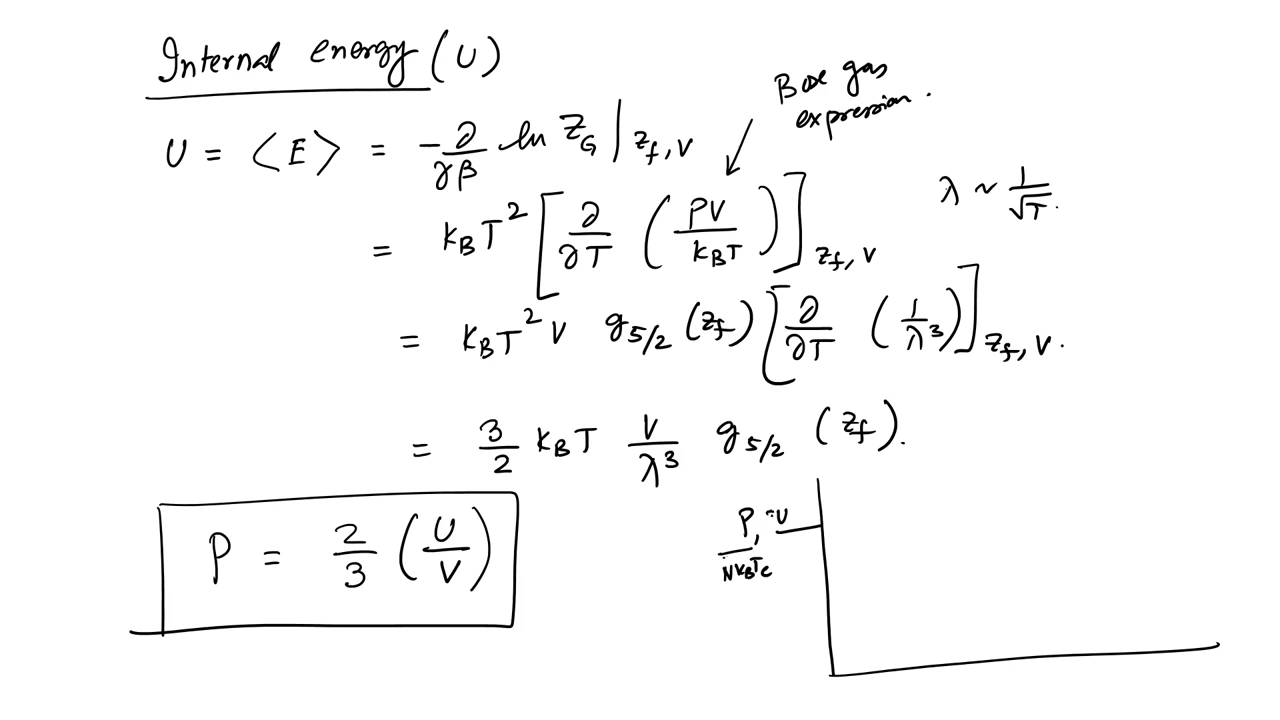 Internal energy (U)
U = ⟨E⟩ = -∂/∂β ln Z_G |_{z_f, V}
Bose gas
expression.
= k_B T² [∂/∂T (PV/k_B T)]_{z_f, V}
λ ~ 1/√T.
= k_B T² V g_{5/2} (z_f) [∂/∂T (1/λ³)]_{z_f, V}.
= 3/2 k_B T V/λ³ g_{5/2} (z_f).
P = 2/3 (U/V)
P, U
Nk_BT_c